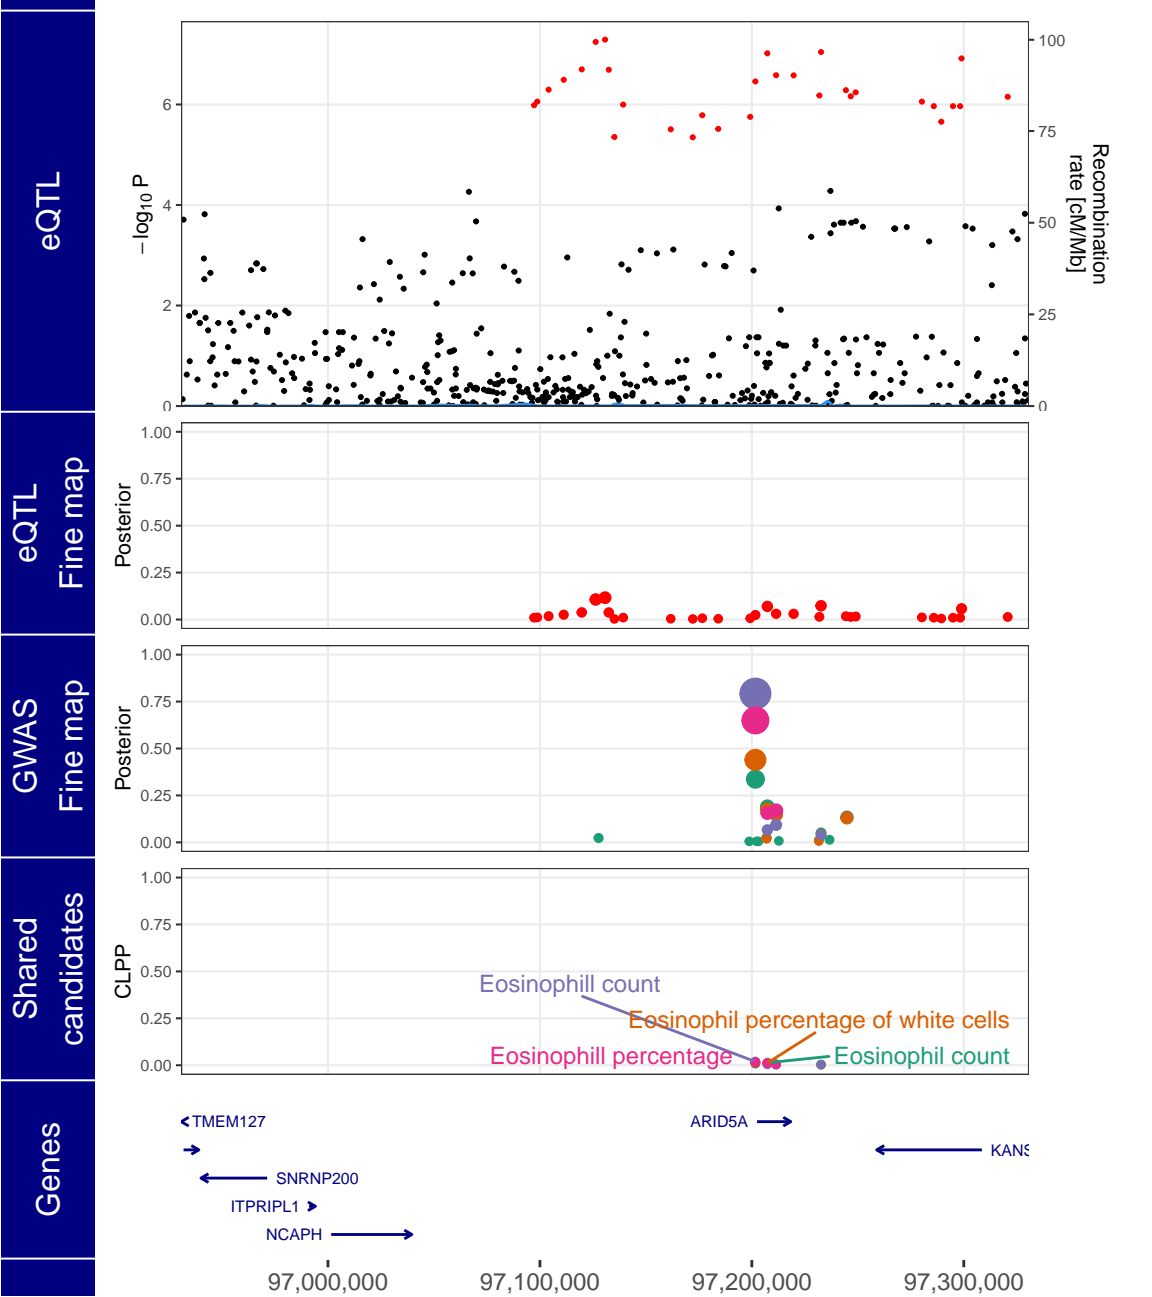 eQTL
−log10 P
0
2
4
6
0
25
50
75
100
Recombination
rate [cM/Mb]
eQTL
Fine map
Posterior
1.00
0.75
0.50
0.25
0.00
GWAS
Fine map
Posterior
1.00
0.75
0.50
0.25
0.00
Shared
candidates
CLPP
1.00
0.75
0.50
0.25
0.00
Eosinophill count
Eosinophil percentage of white cells
Eosinophill percentage
Eosinophil count
Genes
TMEM127
ARID5A
KANS
SNRNP200
ITPRIPL1
NCAPH
97,000,000
97,100,000
97,200,000
97,300,000